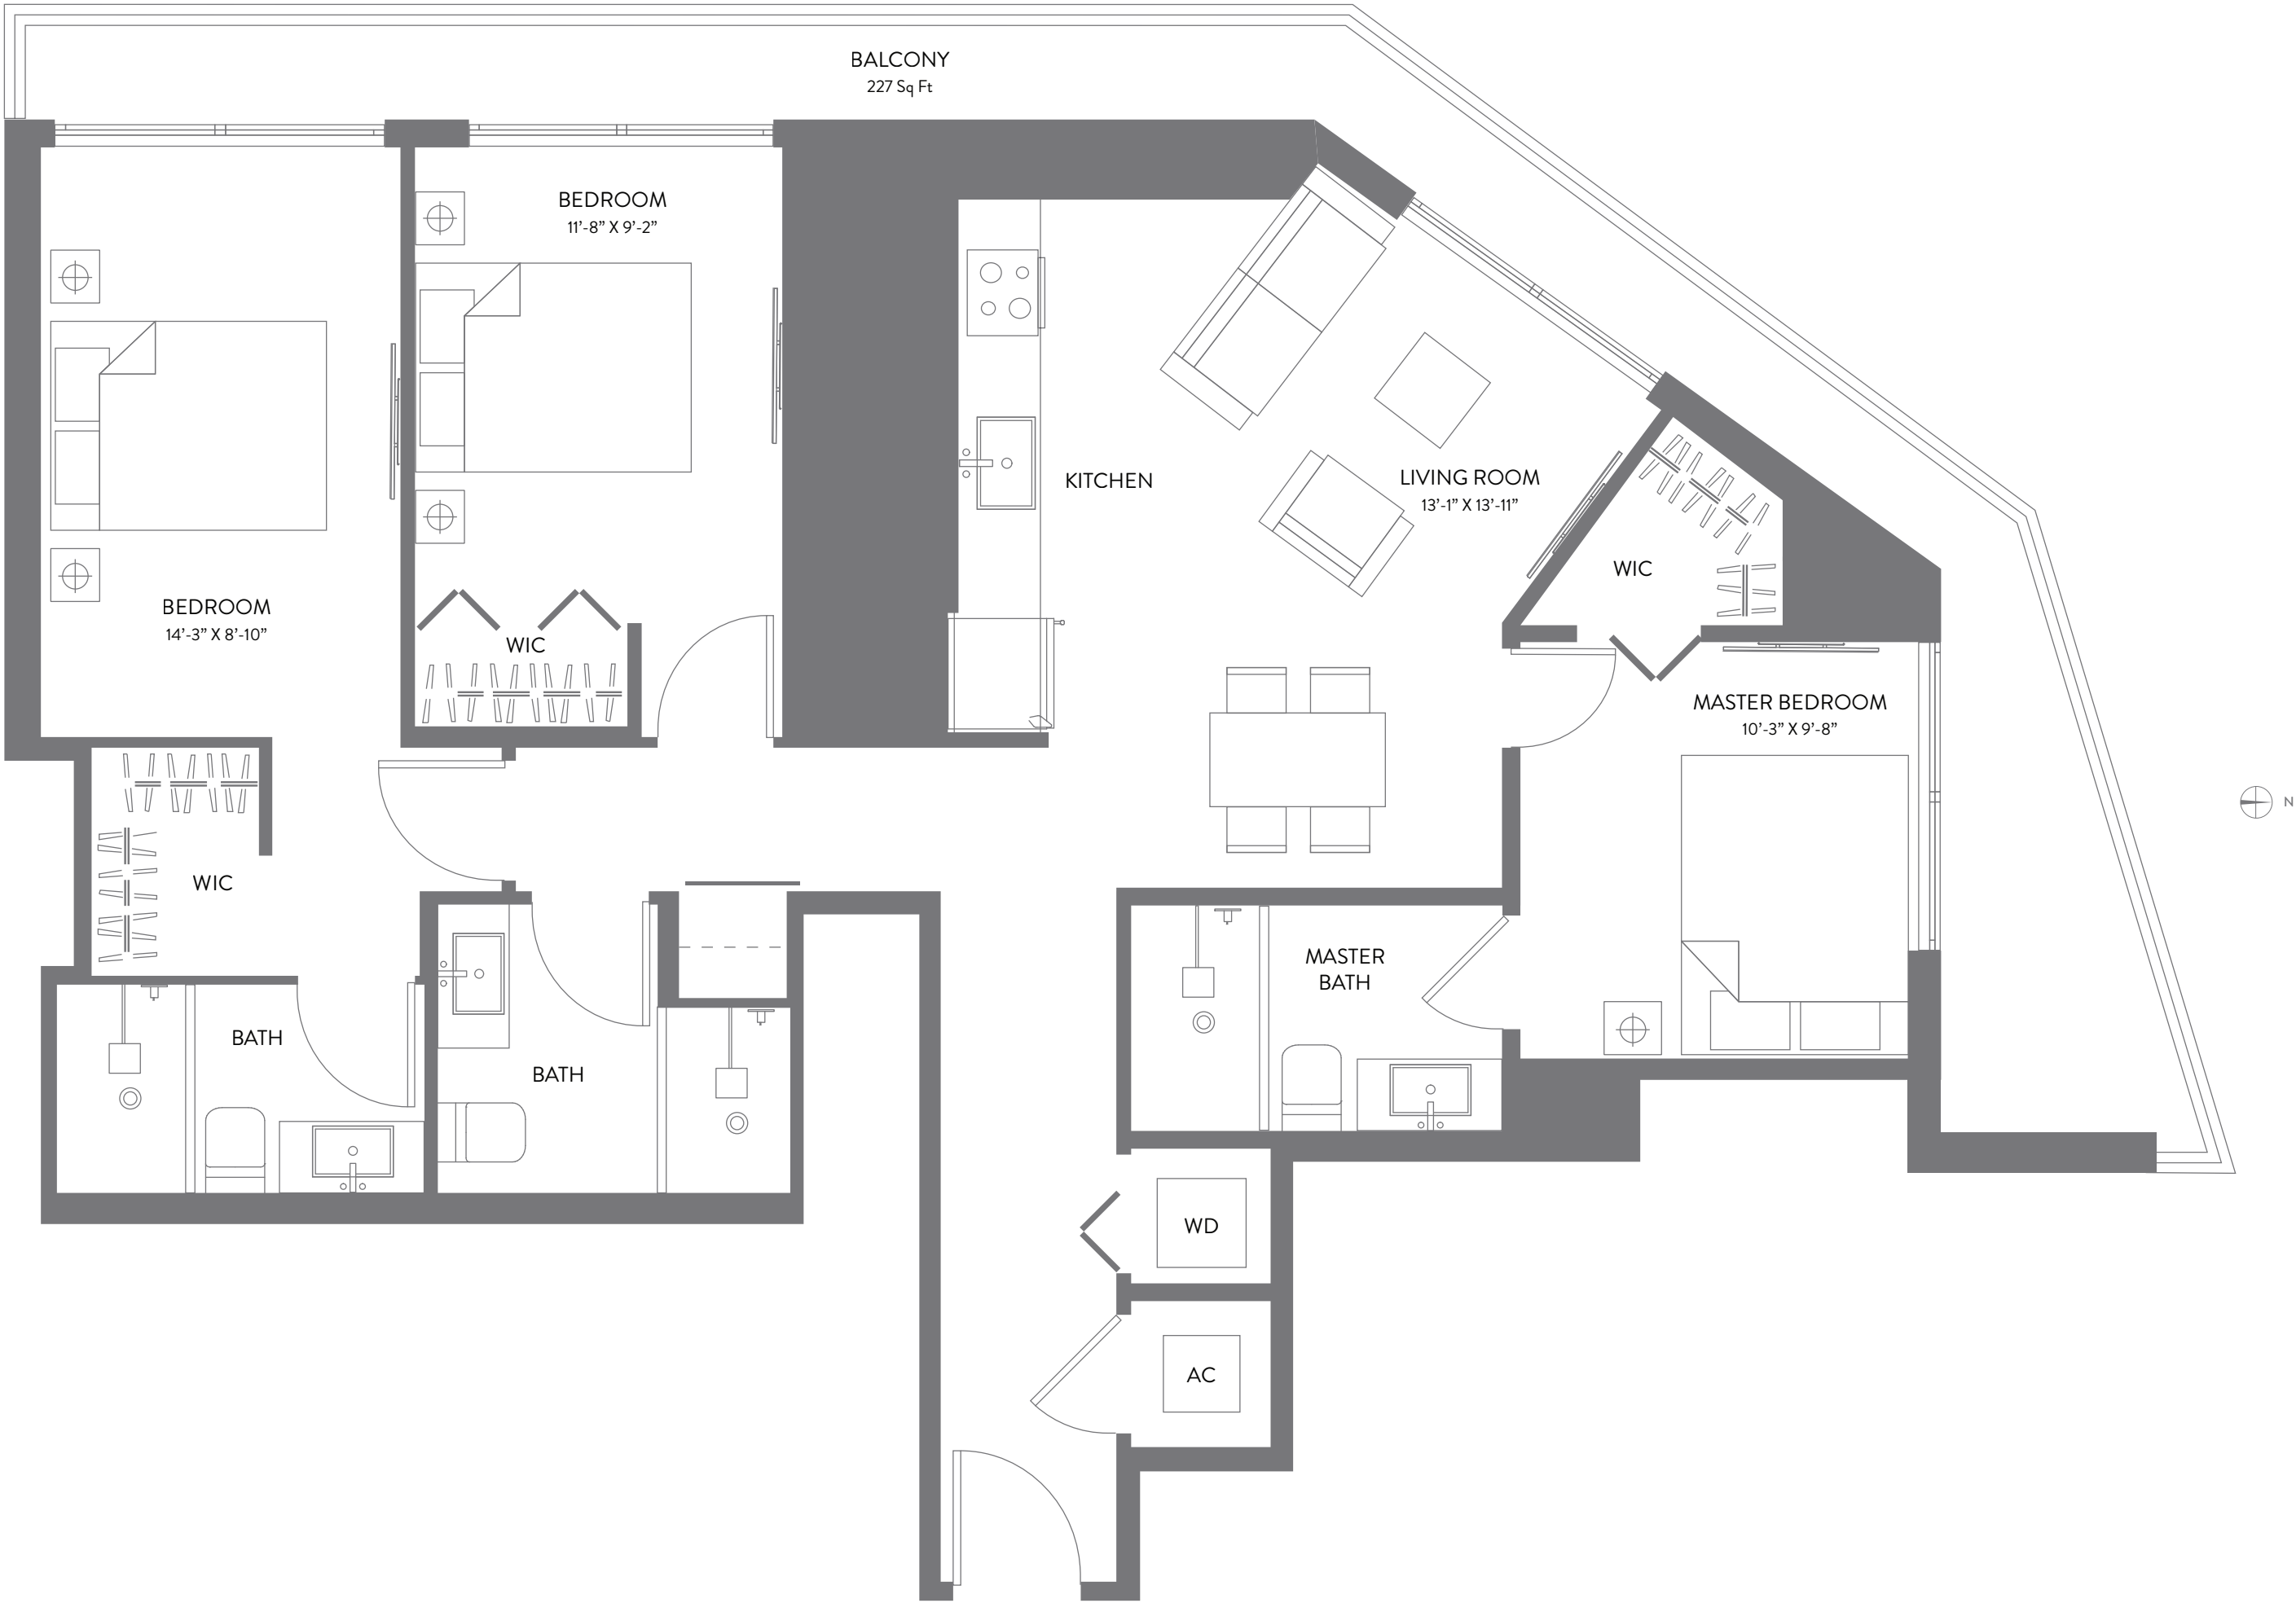 BALCONY
227 Sq Ft
BEDROOM
11’-8” X 9’-2”
KITCHEN
LIVING ROOM
13’-1” X 13’-11”
WIC
BEDROOM
14’-3” X 8’-10”
WIC
MASTER BEDROOM
10’-3” X 9’-8”
N
WIC
MASTER
BATH
BATH
BATH
WD
AC